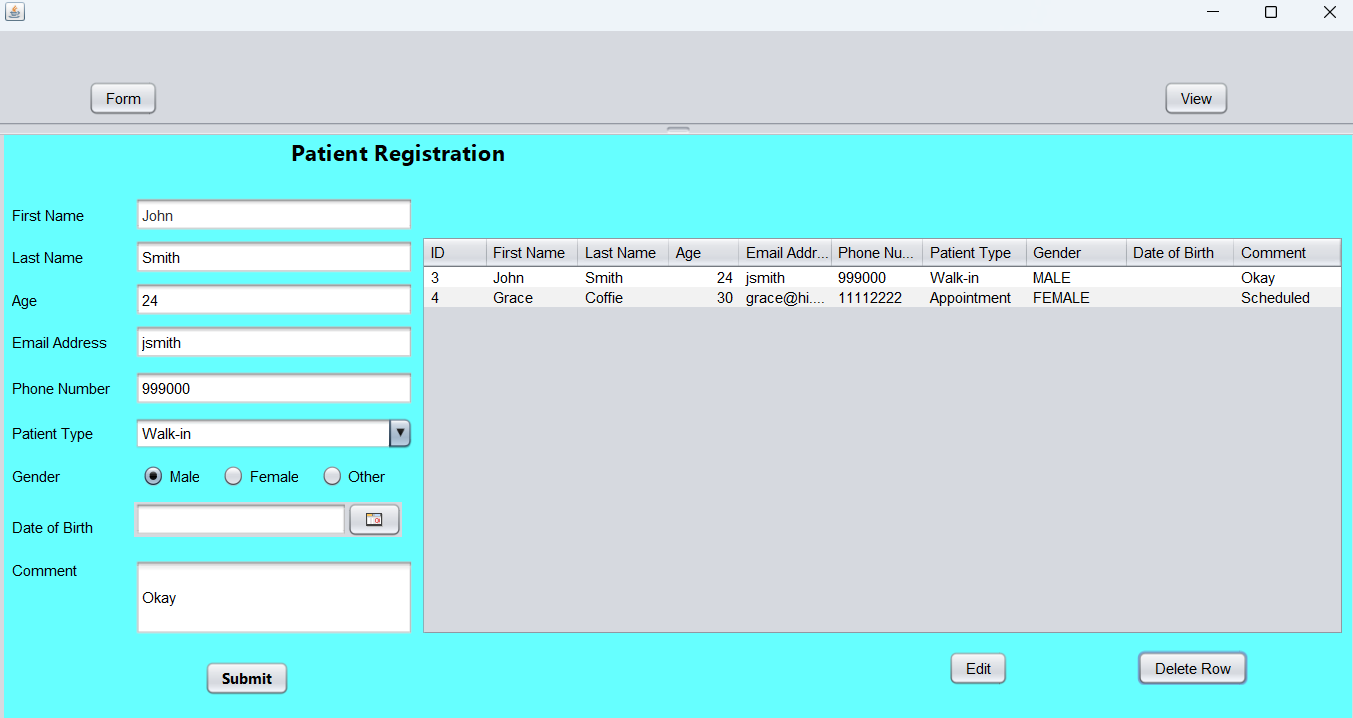 Form
View
Patient Registration
First Name John
Last Name Smith
Age 24
Email Address jsmith
Phone Number 999000
Patient Type Walk-in
Gender Male Female Other
Date of Birth
Comment Okay
Submit
ID First Name Last Name Age Email Addr... Phone Nu... Patient Type Gender Date of Birth Comment
3 John Smith 24 jsmith 999000 Walk-in MALE Okay
4 Grace Coffie 30 grace@hi.... 11112222 Appointment FEMALE Scheduled
Edit
Delete Row